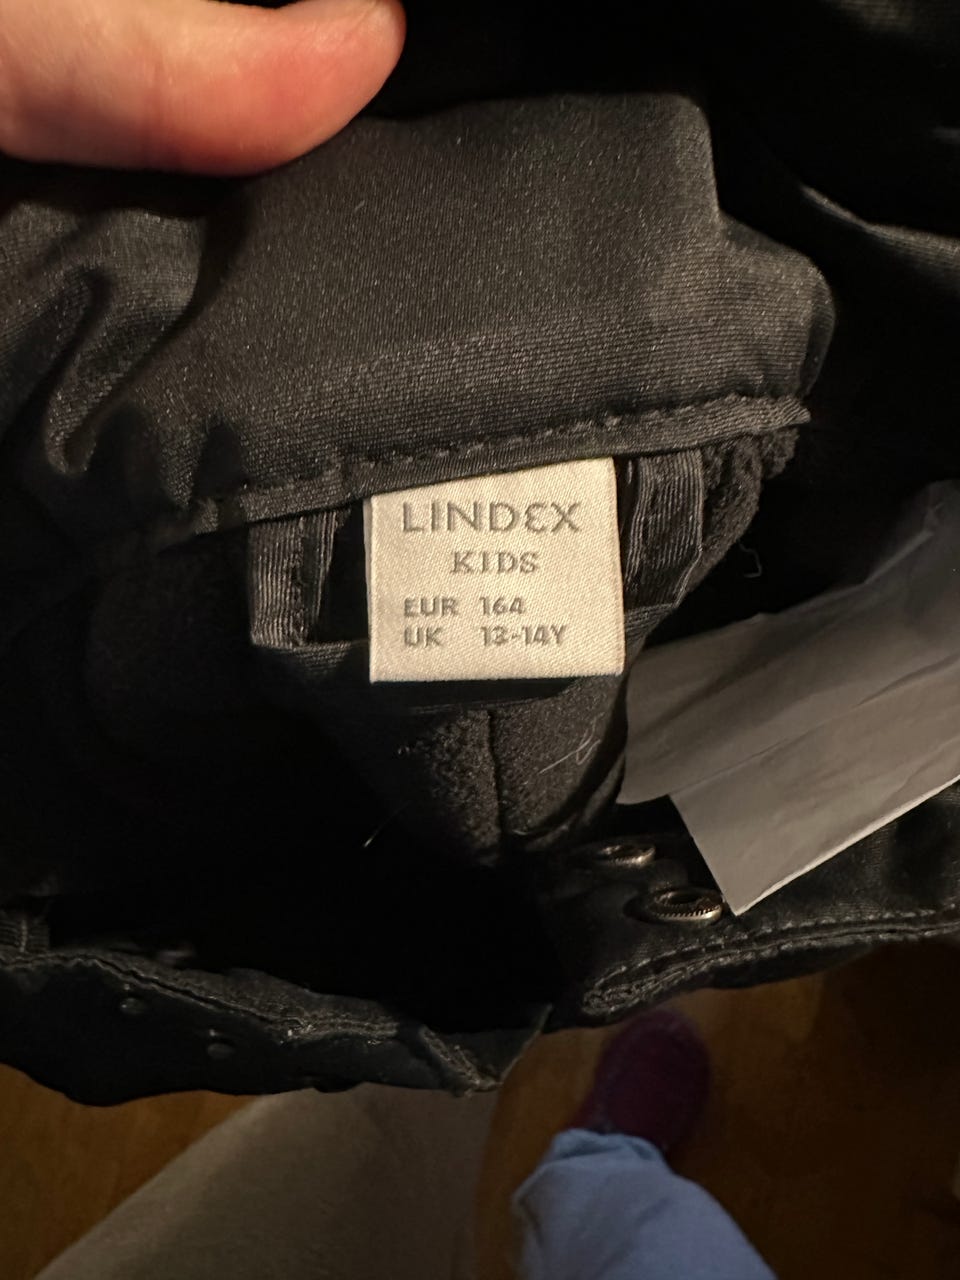 LINDEX
KIDS
EUR 164
UK 13-14Y